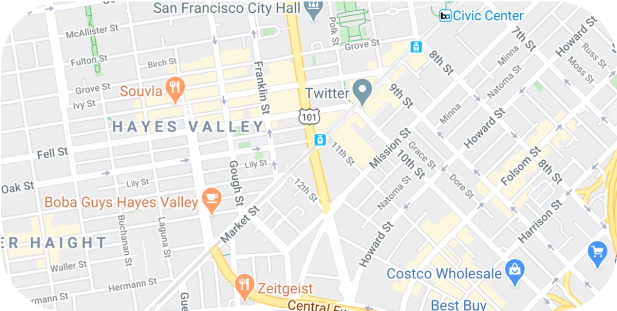 San Francisco City Hall
Civic Center
McAllister St
Polk St
7th St
Howard St
Grove St
Minna
Russ St
Fulton St
Birch St
8th St
Moss St
Franklin St
Natoma St
Grove St
Souvla
Twitter
9th St
Ivy St
Minna
101
Howard St
HAYES VALLEY
Mission St
11th St
Grace St
Fell St
10th St
8th St
Lily St
Folsom St
Gough St
Oak St
Lily St
12th St
Natoma St
Dore St
Boba Guys Hayes Valley
Harrison St
Market St
Buchanan St
Laguna St
Howard St
ER HAIGHT
Waller St
Costco Wholesale
Hermann St
Hermann St
Zeitgeist
Gue
Central F
Best Buy